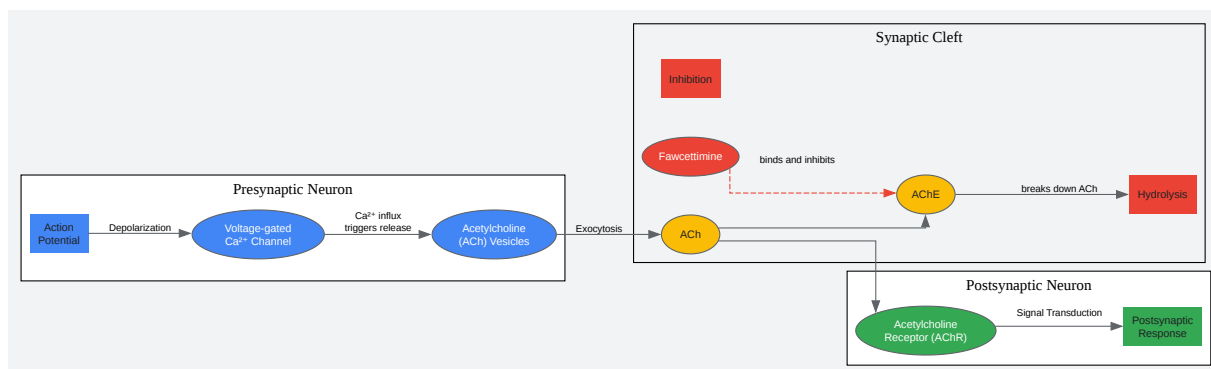 Synaptic Cleft
Inhibition
Fawcettimine
binds and inhibits
AChE
breaks down ACh
Hydrolysis
Presynaptic Neuron
Action
Potential
Depolarization
Voltage-gated
Ca²⁺ Channel
Ca²⁺ influx
triggers release
Acetylcholine
(ACh) Vesicles
Exocytosis
ACh
Postsynaptic Neuron
Acetylcholine
Receptor (AChR)
Signal Transduction
Postsynaptic
Response